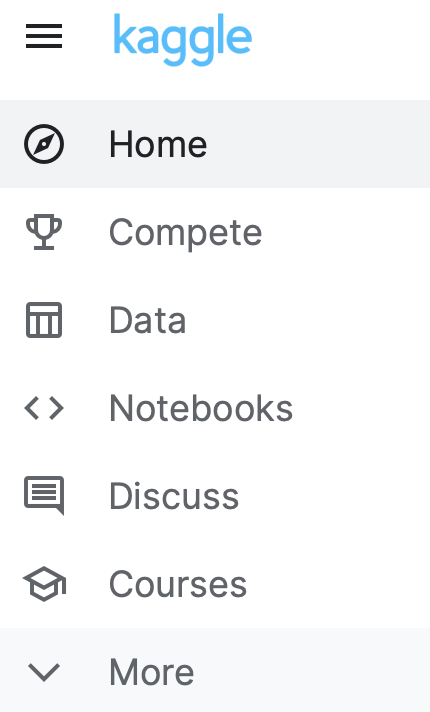 kaggle
Home
Compete
Data
Notebooks
Discuss
Courses
More